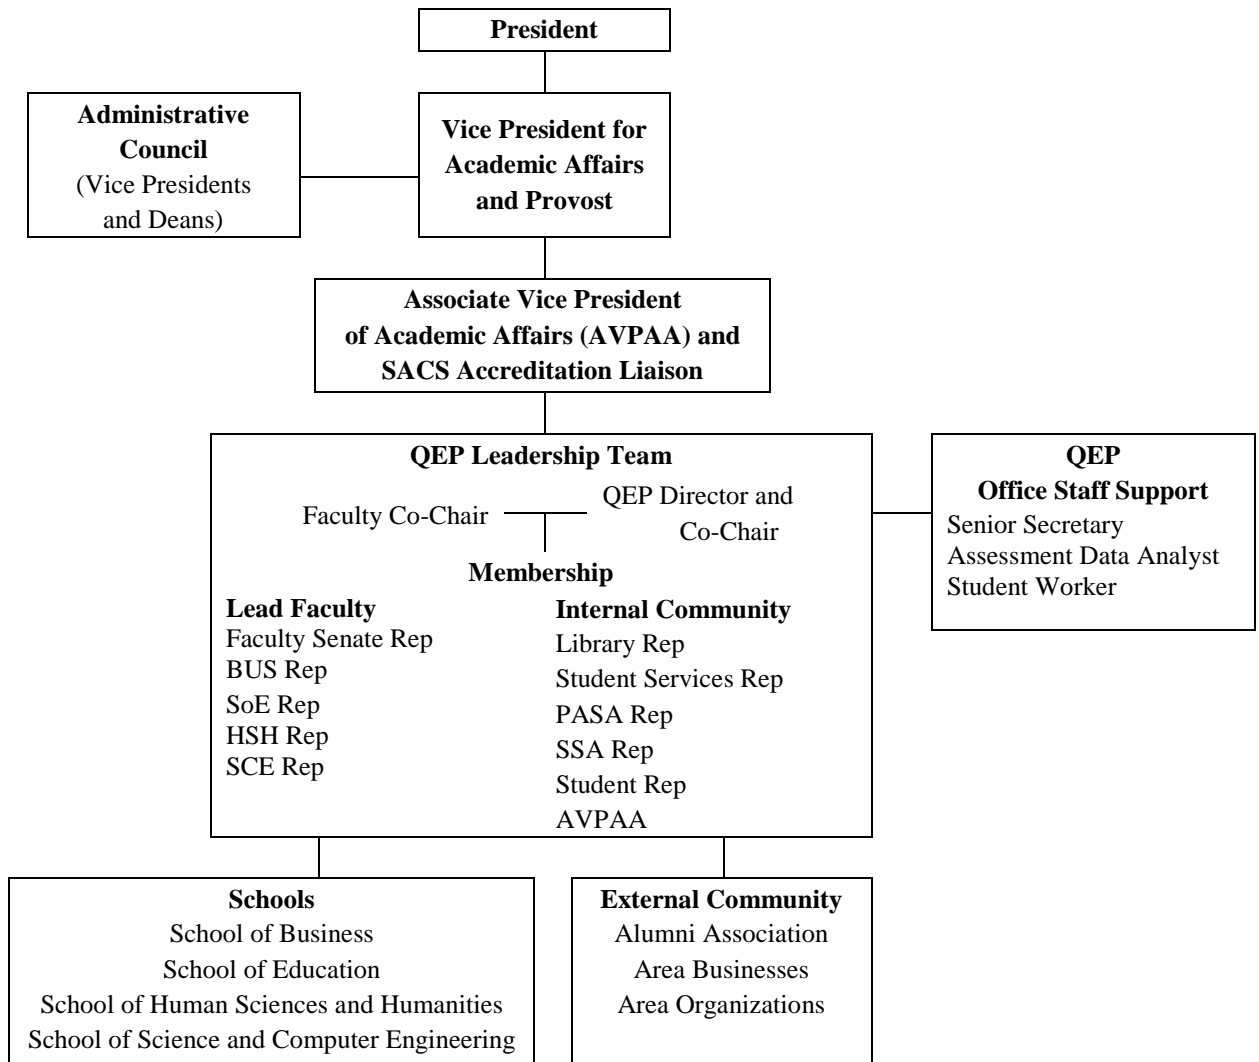 President
Administrative
Council
(Vice Presidents
and Deans)
Vice President for
Academic Affairs
and Provost
Associate Vice President
of Academic Affairs (AVPAA) and
SACS Accreditation Liaison
QEP Leadership Team
Faculty Co-Chair
QEP Director and
Co-Chair
Membership
Lead Faculty
Faculty Senate Rep
BUS Rep
SoE Rep
HSH Rep
SCE Rep
Internal Community
Library Rep
Student Services Rep
PASA Rep
SSA Rep
Student Rep
AVPAA
QEP
Office Staff Support
Senior Secretary
Assessment Data Analyst
Student Worker
Schools
School of Business
School of Education
School of Human Sciences and Humanities
School of Science and Computer Engineering
External Community
Alumni Association
Area Businesses
Area Organizations